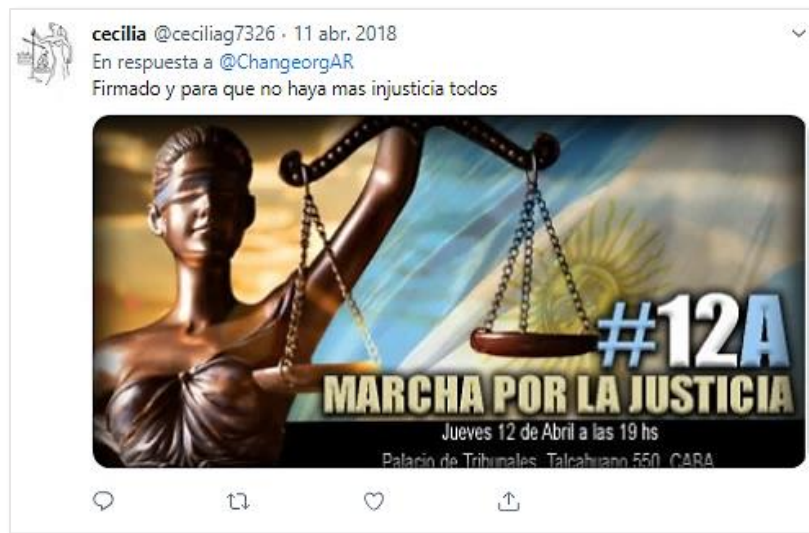 cecilia @ceciliag7326 · 11 abr. 2018
En respuesta a @ChangeorgAR
Firmado y para que no haya mas injusticia todos
#12A
MARCHA POR LA JUSTICIA
Jueves 12 de Abril a las 19 hs
Palacio de Tribunales, Talcahuano 550, CABA